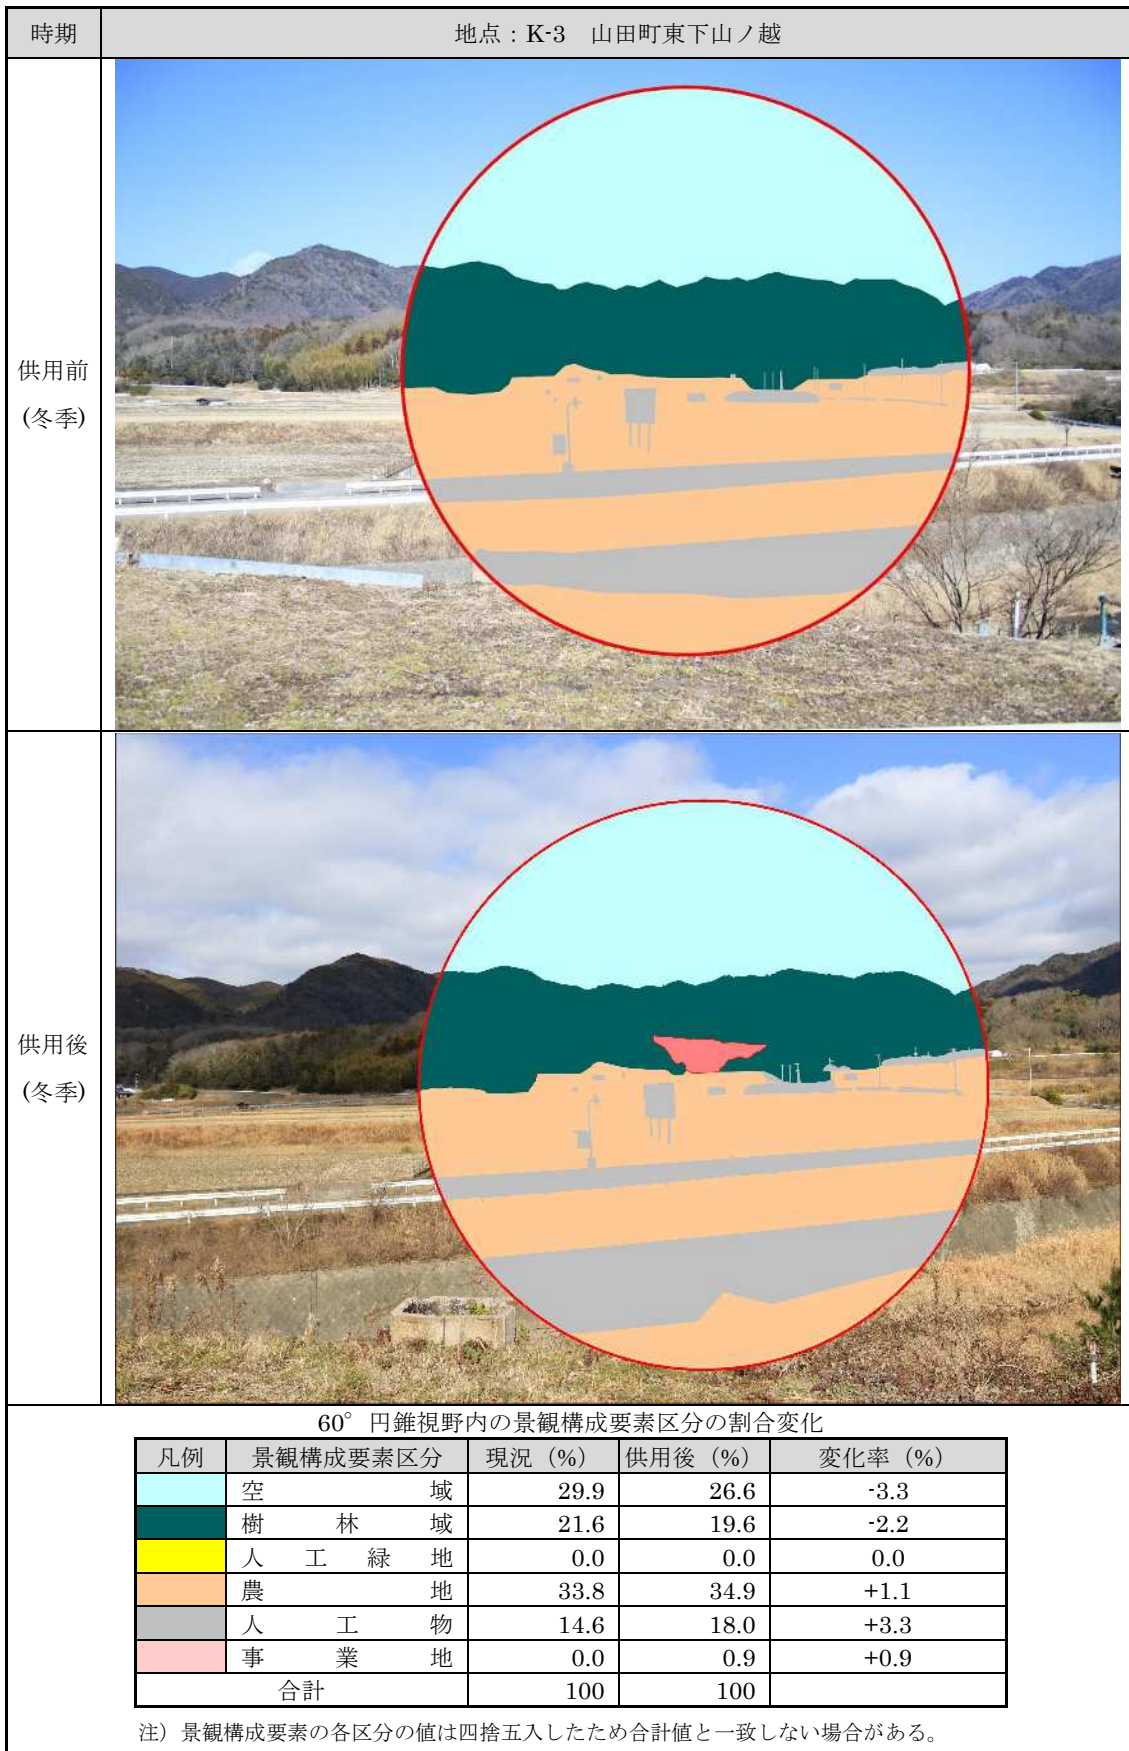 時期 地点：K-3 山田町東下山ノ越
供用前
(冬季)
供用後
(冬季)
60°円錐視野内の景観構成要素区分の割合変化
凡例 景観構成要素区分 現況（%） 供用後（%） 変化率（%）
空域 29.9 26.6 -3.3
樹林域 21.6 19.6 -2.2
人工緑地 0.0 0.0 0.0
農地 33.8 34.9 +1.1
人工物 14.6 18.0 +3.3
事業地 0.0 0.9 +0.9
合計 100 100
注）景観構成要素の各区分の値は四捨五入したため合計値と一致しない場合がある。